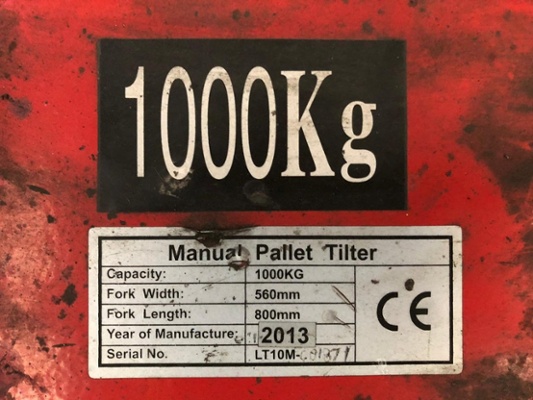 1000Kg
Manual Pallet Tilter
Capacity: 1000KG
Fork Width: 560mm
Fork Length: 800mm
Year of Manufacture: 2013
Serial No. LT10M-
CE